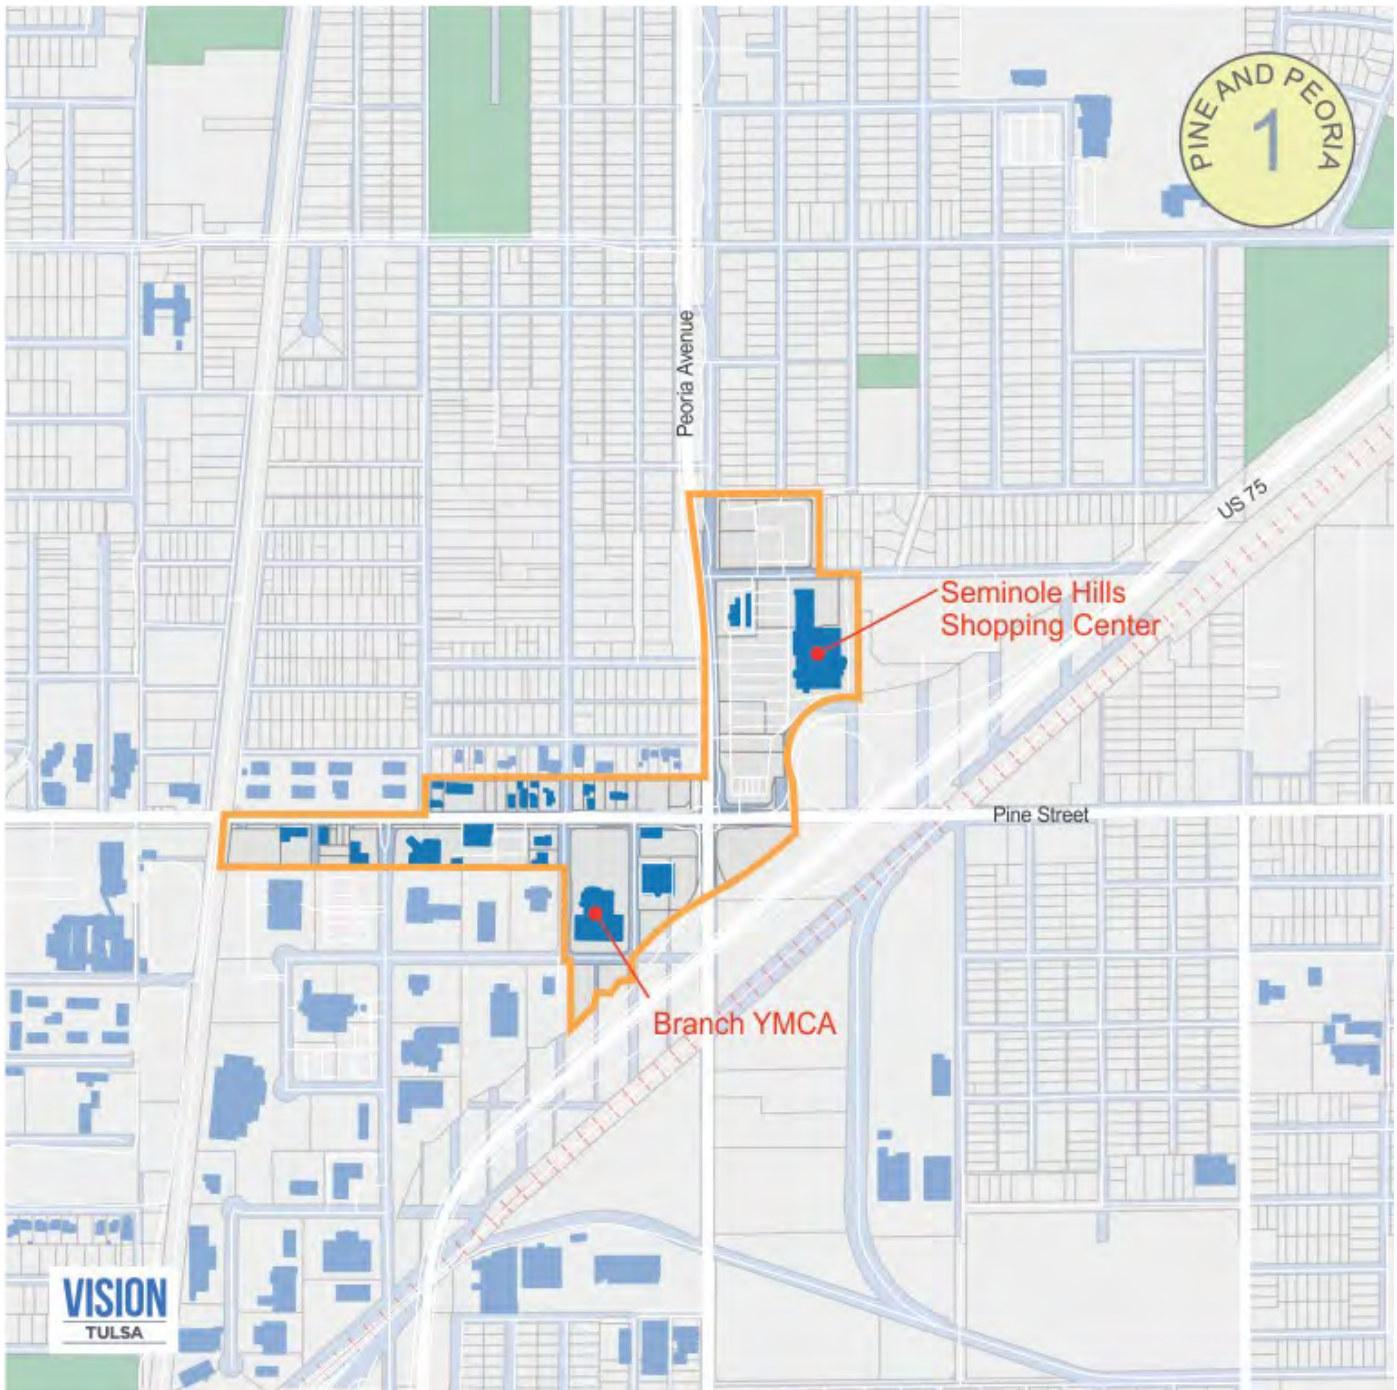 PINE AND PEORIA
1
Peoria Avenue
US 75
Seminole Hills
Shopping Center
Pine Street
Branch YMCA
VISION
TULSA